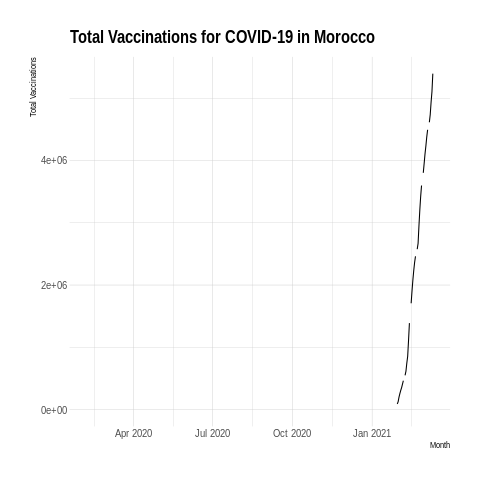 Total Vaccinations for COVID-19 in Morocco
Total Vaccinations
4e+06
2e+06
0e+00
Apr 2020 Jul 2020 Oct 2020 Jan 2021
Month